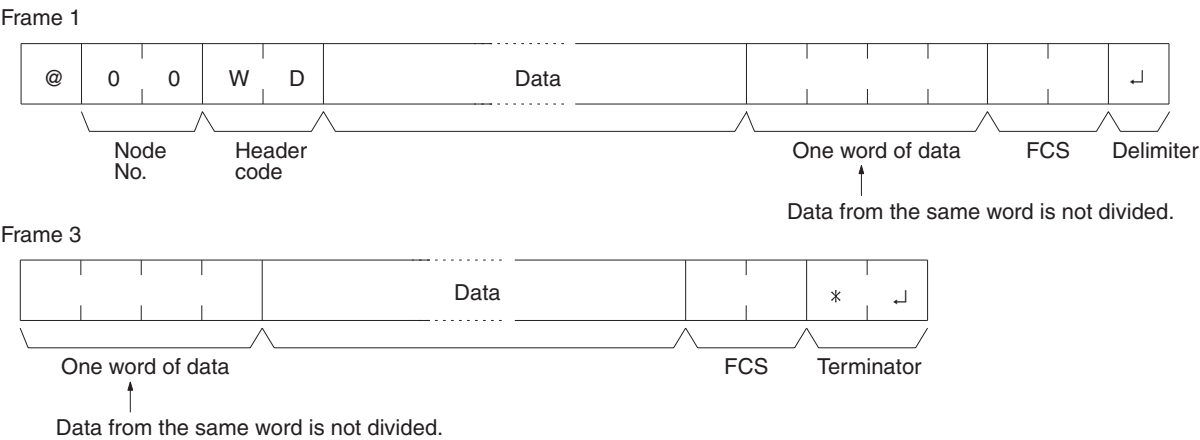 Frame 1
@ 0 0 W D Data ↵
Node No. Header code One word of data FCS Delimiter
Data from the same word is not divided.
Frame 3
Data * ↵
One word of data FCS Terminator
Data from the same word is not divided.